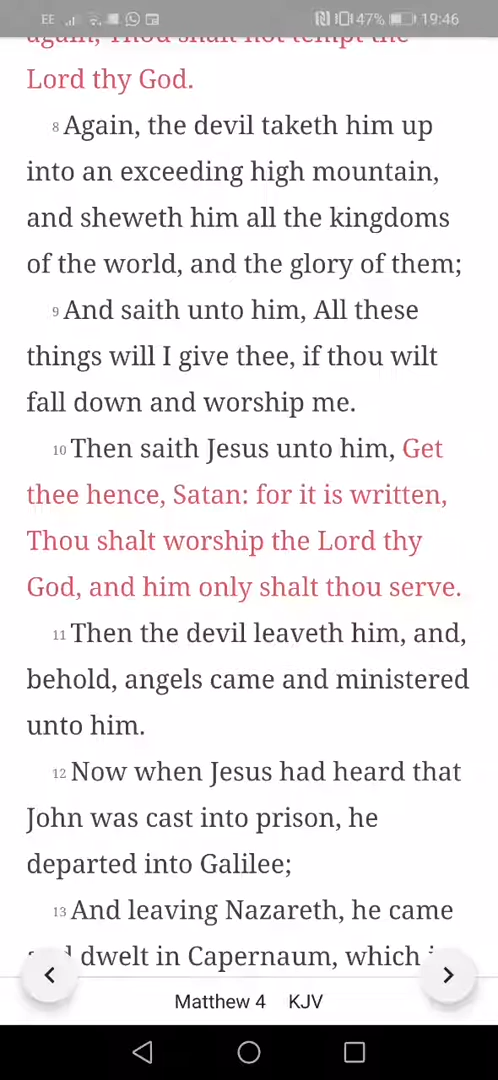 EE 47% 19:46
again, Thou shalt not tempt the
Lord thy God.
8 Again, the devil taketh him up
into an exceeding high mountain,
and sheweth him all the kingdoms
of the world, and the glory of them;
9 And saith unto him, All these
things will I give thee, if thou wilt
fall down and worship me.
10 Then saith Jesus unto him, Get
thee hence, Satan: for it is written,
Thou shalt worship the Lord thy
God, and him only shalt thou serve.
11 Then the devil leaveth him, and,
behold, angels came and ministered
unto him.
12 Now when Jesus had heard that
John was cast into prison, he
departed into Galilee;
13 And leaving Nazareth, he came
dwelt in Capernaum, which
Matthew 4 KJV